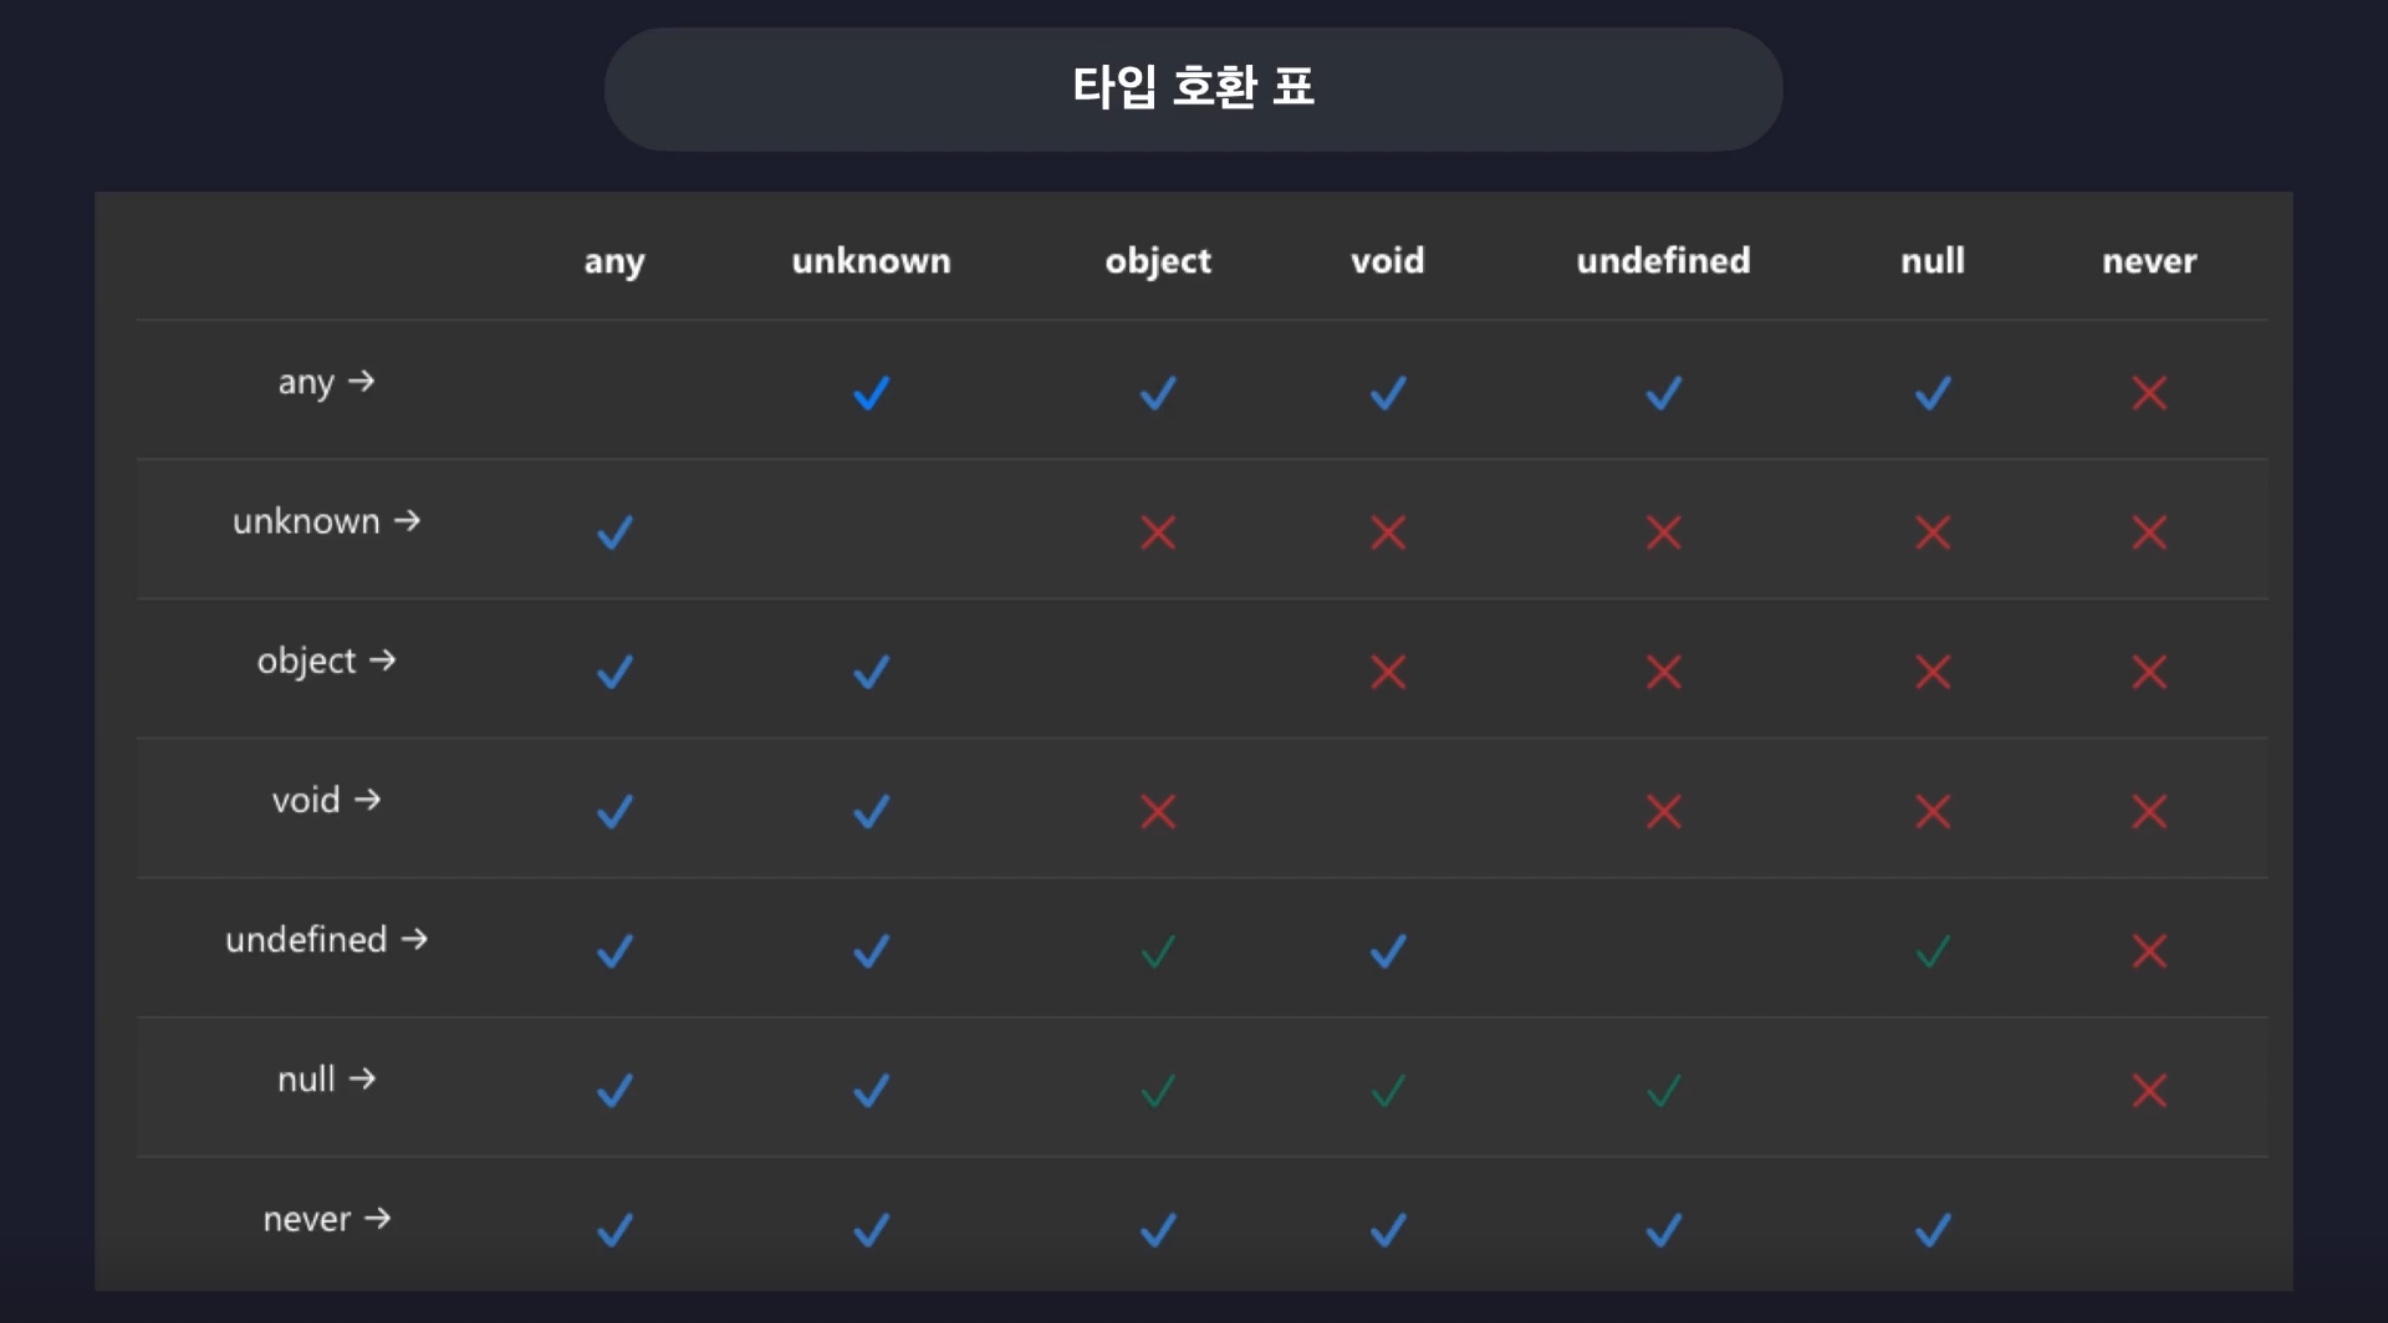 타입 호환 표
any unknown object void undefined null never
any → ✓ ✓ ✓ ✓ ✓ ✕
unknown → ✓ ✕ ✕ ✕ ✕ ✕
object → ✓ ✓ ✕ ✕ ✕ ✕
void → ✓ ✓ ✕ ✕ ✕ ✕
undefined → ✓ ✓ ✓ ✓ ✓ ✕
null → ✓ ✓ ✓ ✓ ✓ ✕
never → ✓ ✓ ✓ ✓ ✓ ✓